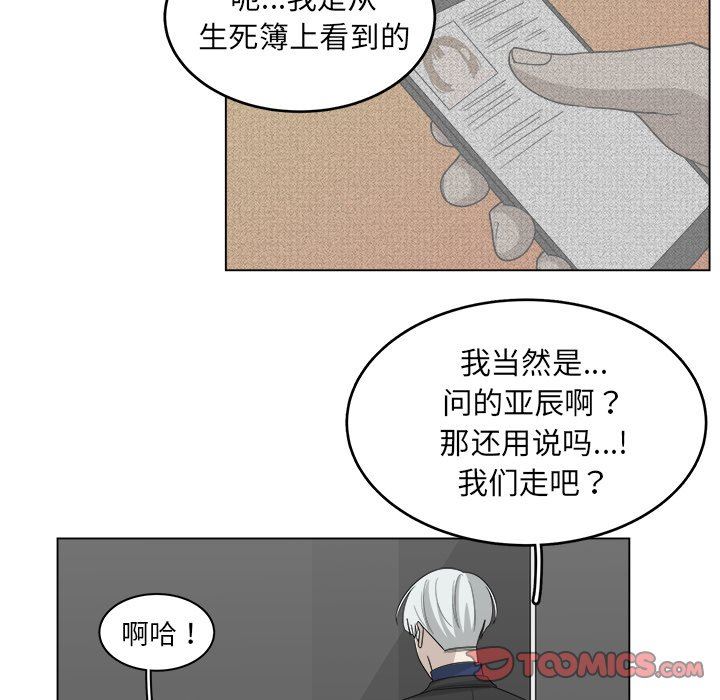 呃...我是从
生死簿上看到的
我当然是...
问的亚辰啊？
那还用说吗...!
我们走吧？
啊哈！
TOOMICS.COM